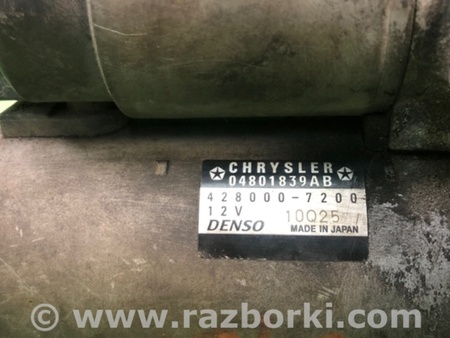 CHRYSLER
04801839AB
428000-7200
12V 10Q25
DENSO MADE IN JAPAN
www.razborki.com